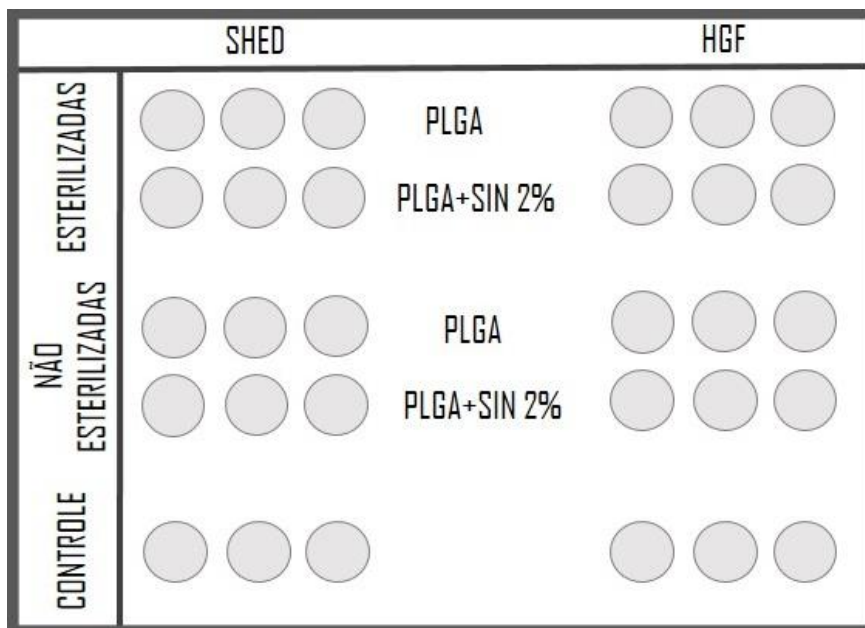 SHED
HGF
ESTERILIZADAS
PLGA
PLGA+SIN 2%
NÃO
ESTERILIZADAS
PLGA
PLGA+SIN 2%
CONTROLE